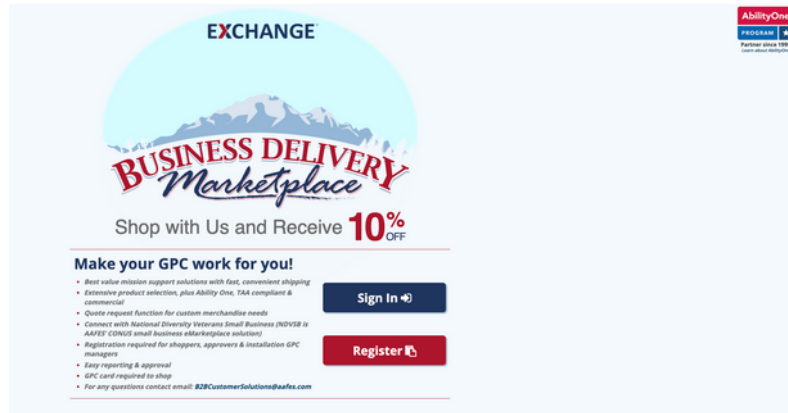 EXCHANGE
BUSINESS DELIVERY
Marketplace
Shop with Us and Receive 10% OFF
Make your GPC work for you!
• Best value mission support solutions with fast, convenient shipping
• Extensive product selection, plus Ability One, TAA compliant &
commercial
• Quote request function for custom merchandise needs
• Connect with National Diversity Veterans Small Business (NDVSB is
AAFES' CONUS small business eMarketplace solution)
• Registration required for shoppers, approvers & installation GPC
managers
• Easy reporting & approval
• GPC card required to shop
• For any questions contact email: B2BCustomerSolutions@aafes.com
Sign In
Register
AbilityOne
PROGRAM
Partner since
Learn about